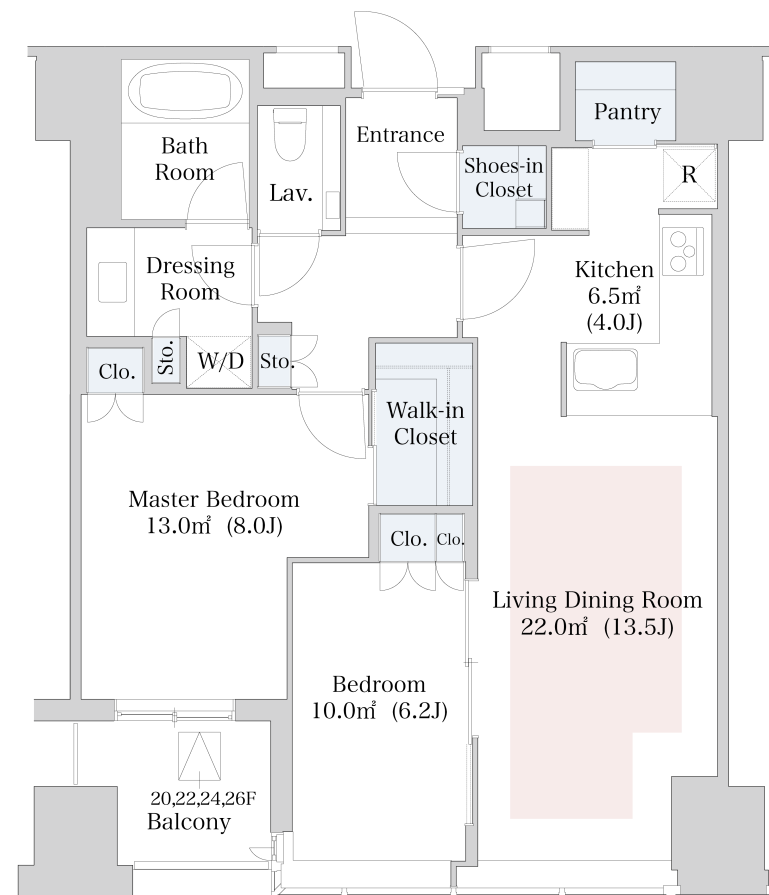 Pantry
Entrance
Bath
Room
Lav.
Shoes-in
Closet
R
Dressing
Room
Kitchen
6.5㎡
(4.0J)
Clo.
Sto.
W/D
Sto.
Walk-in
Closet
Master Bedroom
13.0㎡ (8.0J)
Clo.
Clo.
Living Dining Room
22.0㎡ (13.5J)
Bedroom
10.0㎡ (6.2J)
20,22,24,26F
Balcony